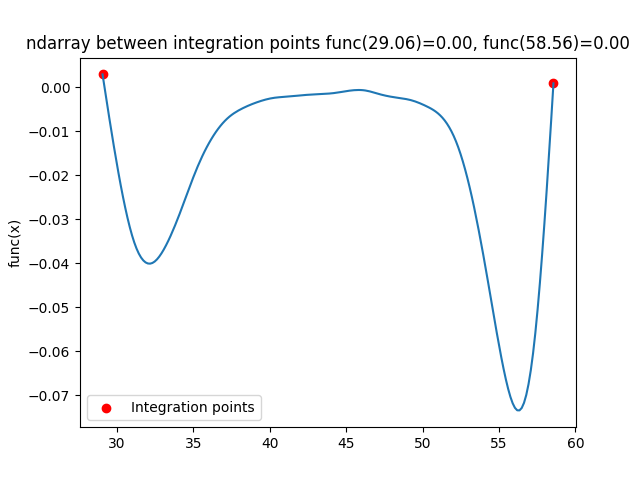 ndarray between integration points func(29.06)=0.00, func(58.56)=0.00
0.00
−0.01
−0.02
−0.03
−0.04
−0.05
−0.06
−0.07
func(x)
Integration points
30 35 40 45 50 55 60